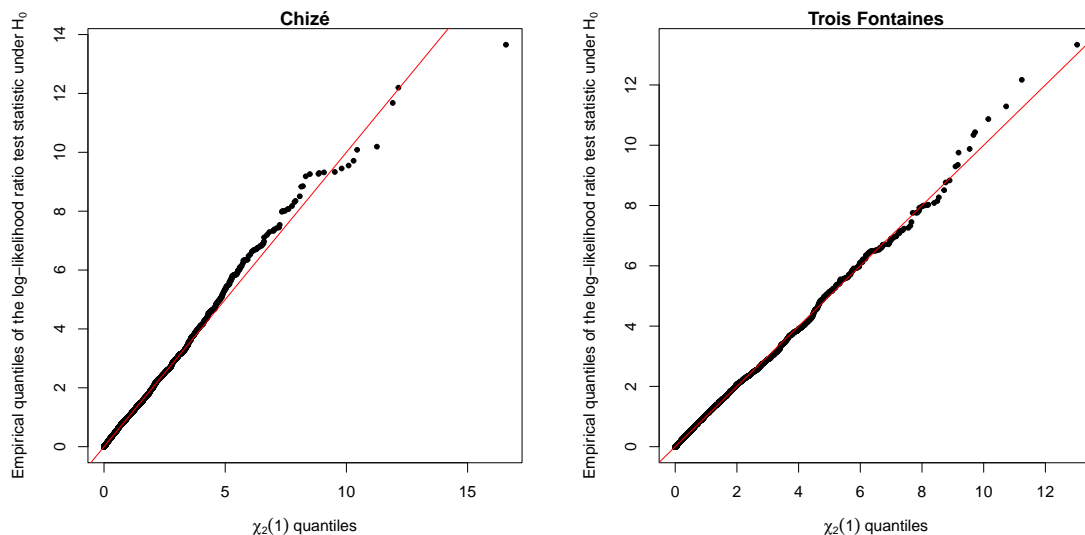 Chizé
Empirical quantiles of the log−likelihood ratio test statistic under H₀
14
12
10
8
6
4
2
0
0 5 10 15
χ₂(1) quantiles
Trois Fontaines
Empirical quantiles of the log−likelihood ratio test statistic under H₀
12
10
8
6
4
2
0
0 2 4 6 8 10 12
χ₂(1) quantiles